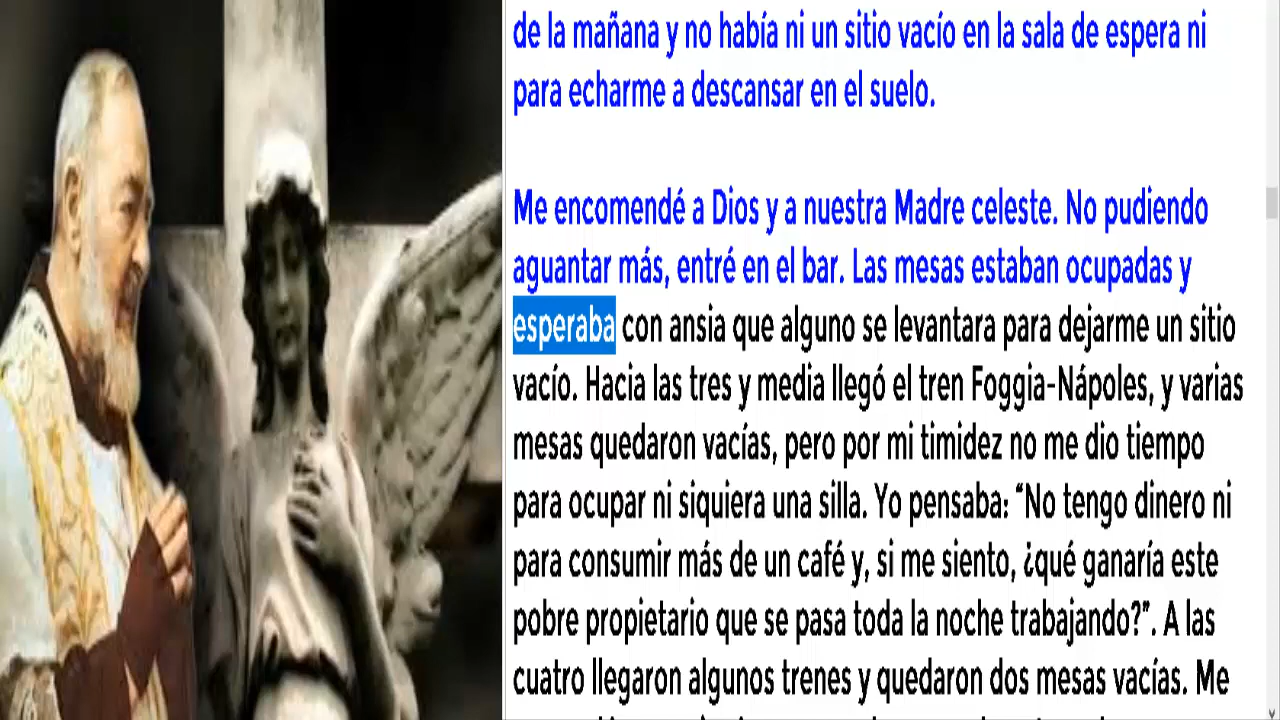 de la mañana y no había ni un sitio vacío en la sala de espera ni
para echarme a descansar en el suelo.
Me encomendé a Dios y a nuestra Madre celeste. No pudiendo
aguantar más, entré en el bar. Las mesas estaban ocupadas y
esperaba con ansia que alguno se levantara para dejarme un sitio
vacío. Hacia las tres y media llegó el tren Foggia-Nápoles, y varias
mesas quedaron vacías, pero por mi timidez no me dio tiempo
para ocupar ni siquiera una silla. Yo pensaba: “No tengo dinero ni
para consumir más de un café y, si me siento, ¿qué ganaría este
pobre propietario que se pasa toda la noche trabajando?”. A las
cuatro llegaron algunos trenes y quedaron dos mesas vacías. Me